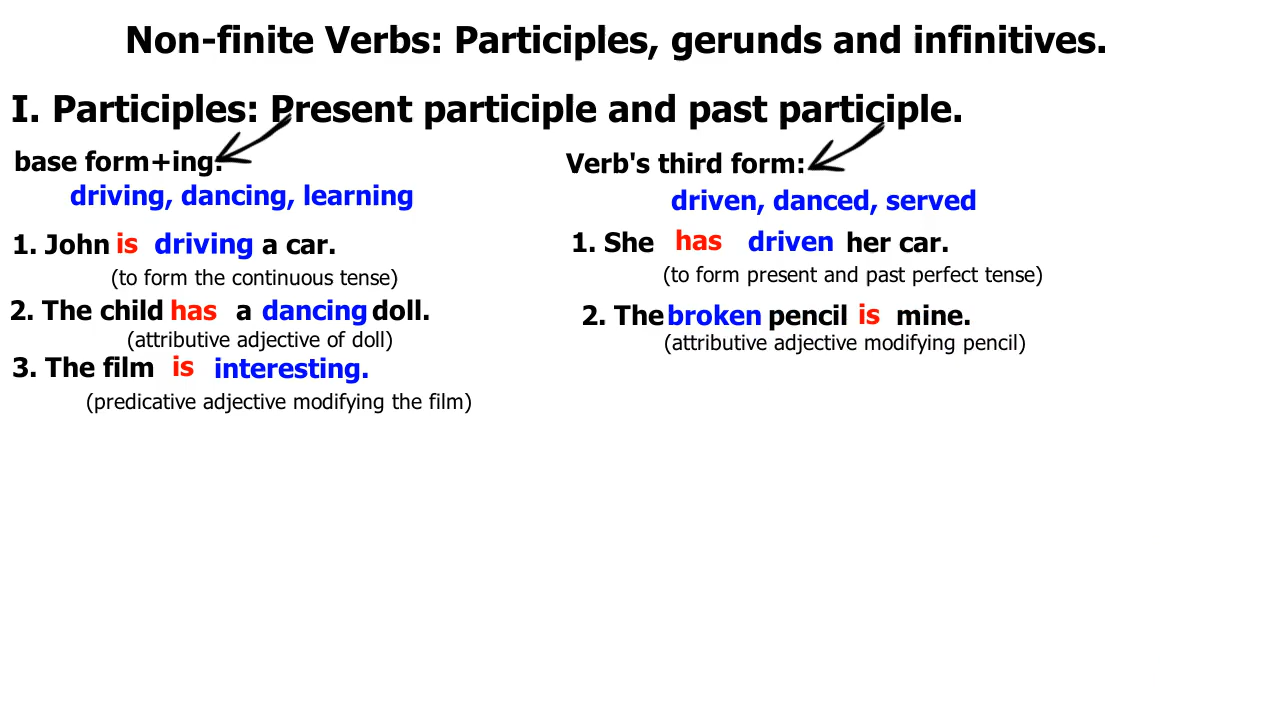 Non-finite Verbs: Participles, gerunds and infinitives.
I. Participles: Present participle and past participle.
base form+ing:
driving, dancing, learning
1. John is driving a car.
(to form the continuous tense)
2. The child has a dancing doll.
(attributive adjective of doll)
3. The film is interesting.
(predicative adjective modifying the film)
Verb's third form:
driven, danced, served
1. She has driven her car.
(to form present and past perfect tense)
2. The broken pencil is mine.
(attributive adjective modifying pencil)